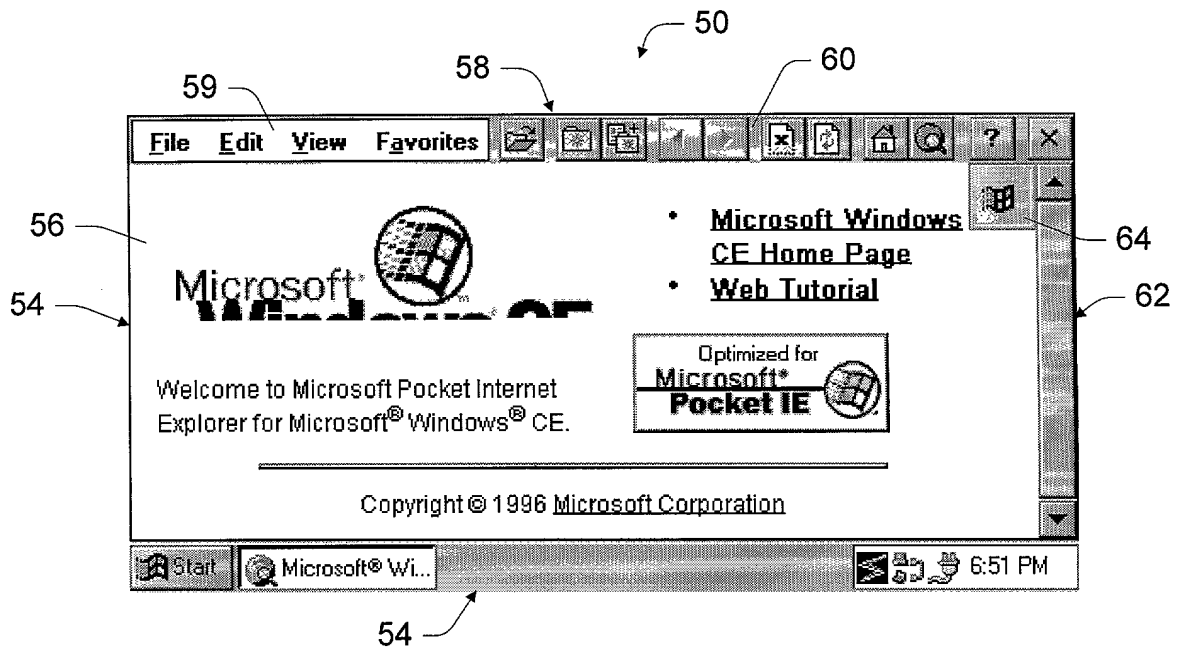 50
58
60
59
File Edit View Favorites ?
56
Microsoft
Windows CE
• Microsoft Windows
CE Home Page
• Web Tutorial
64
54
62
Optimized for
Microsoft®
Pocket IE
Welcome to Microsoft Pocket Internet
Explorer for Microsoft® Windows® CE.
Copyright © 1996 Microsoft Corporation
Start Microsoft® Wi... 6:51 PM
54